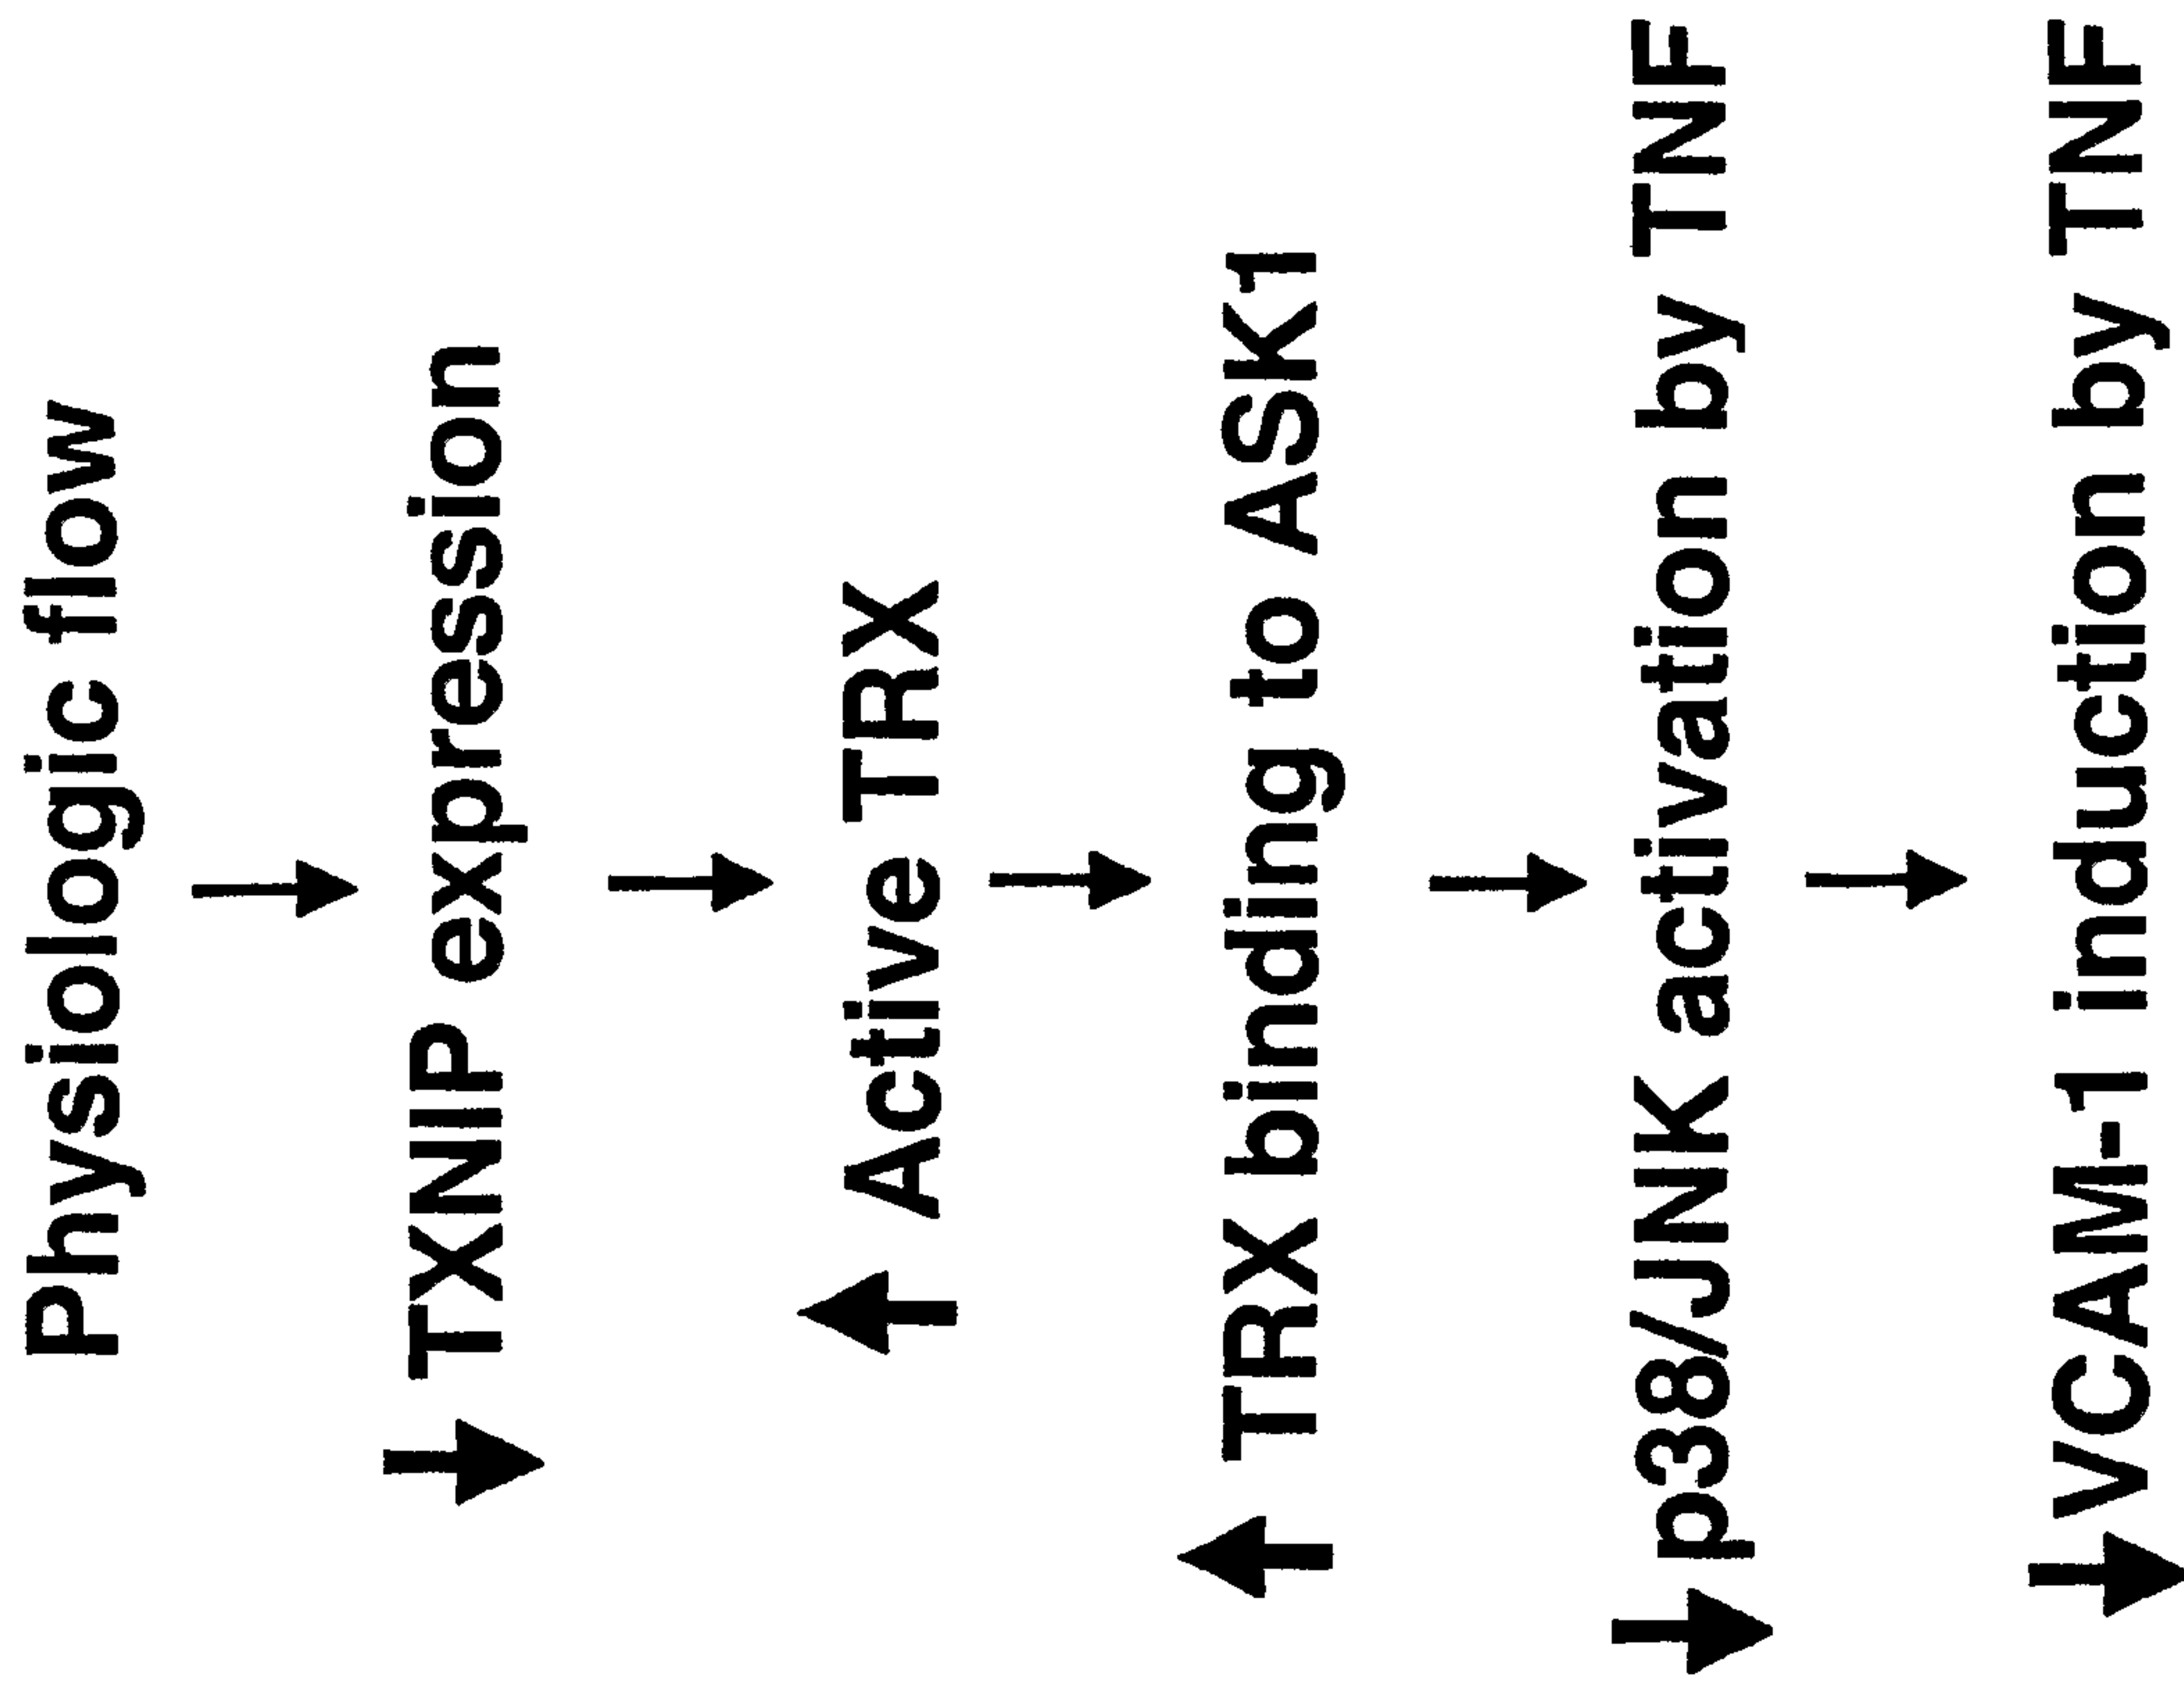 Physiologic flow
TXNIP expression
Active TRX
TRX binding to ASK1
p38/JNK activation by TNF
VCAM-1 induction by TNF